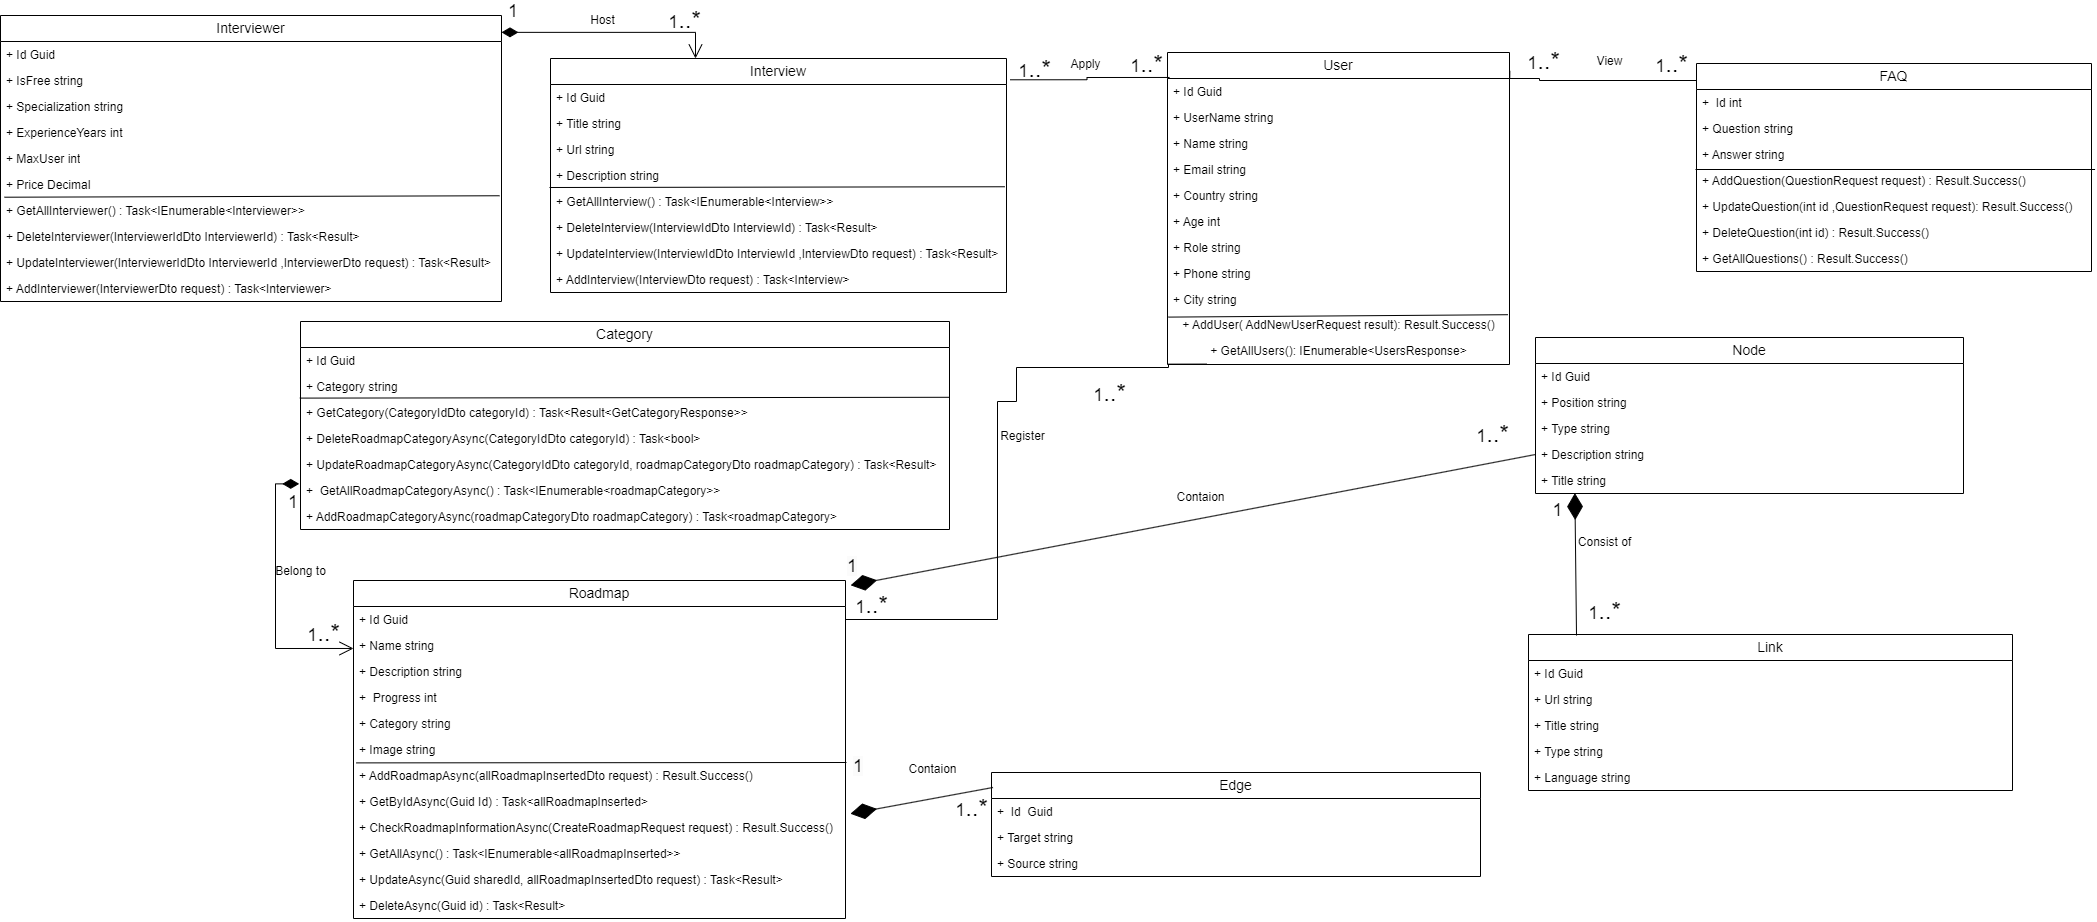 Interviewer
+ Id Guid
+ IsFree string
+ Specialization string
+ ExperienceYears int
+ MaxUser int
+ Price Decimal
+ GetAllInterviewer() : Task<IEnumerable<Interviewer>>
+ DeleteInterviewer(InterviewerIdDto InterviewerId) : Task<Result>
+ UpdateInterviewer(InterviewerIdDto InterviewerId ,InterviewerDto request) : Task<Result>
+ AddInterviewer(InterviewerDto request) : Task<Interviewer>
1
Host
1..*
Interview
+ Id Guid
+ Title string
+ Url string
+ Description string
+ GetAllInterview() : Task<IEnumerable<Interview>>
+ DeleteInterview(InterviewIdDto InterviewId) : Task<Result>
+ UpdateInterview(InterviewIdDto InterviewId ,InterviewDto request) : Task<Result>
+ AddInterview(InterviewDto request) : Task<Interview>
1..*
Apply
1..*
User
+ Id Guid
+ UserName string
+ Name string
+ Email string
+ Country string
+ Age int
+ Role string
+ Phone string
+ City string
+ AddUser( AddNewUserRequest result): Result.Success()
+ GetAllUsers(): IEnumerable<UsersResponse>
1..*
View
1..*
FAQ
+ Id int
+ Question string
+ Answer string
+ AddQuestion(QuestionRequest request) : Result.Success()
+ UpdateQuestion(int id ,QuestionRequest request): Result.Success()
+ DeleteQuestion(int id) : Result.Success()
+ GetAllQuestions() : Result.Success()
Category
+ Id Guid
+ Category string
+ GetCategory(CategoryIdDto categoryId) : Task<Result<GetCategoryResponse>>
+ DeleteRoadmapCategoryAsync(CategoryIdDto categoryId) : Task<bool>
+ UpdateRoadmapCategoryAsync(CategoryIdDto categoryId, roadmapCategoryDto roadmapCategory) : Task<Result>
+ GetAllRoadmapCategoryAsync() : Task<IEnumerable<roadmapCategory>>
+ AddRoadmapCategoryAsync(roadmapCategoryDto roadmapCategory) : Task<roadmapCategory>
1
Belong to
1..*
1..*
Register
1..*
Node
+ Id Guid
+ Position string
+ Type string
+ Description string
+ Title string
1..*
Contaion
1
1
Consist of
1..*
Roadmap
+ Id Guid
+ Name string
+ Description string
+ Progress int
+ Category string
+ Image string
+ AddRoadmapAsync(allRoadmapInsertedDto request) : Result.Success()
+ GetByIdAsync(Guid Id) : Task<allRoadmapInserted>
+ CheckRoadmapInformationAsync(CreateRoadmapRequest request) : Result.Success()
+ GetAllAsync() : Task<IEnumerable<allRoadmapInserted>>
+ UpdateAsync(Guid sharedId, allRoadmapInsertedDto request) : Task<Result>
+ DeleteAsync(Guid id) : Task<Result>
1
Contaion
1..*
Edge
+ Id Guid
+ Target string
+ Source string
Link
+ Id Guid
+ Url string
+ Title string
+ Type string
+ Language string